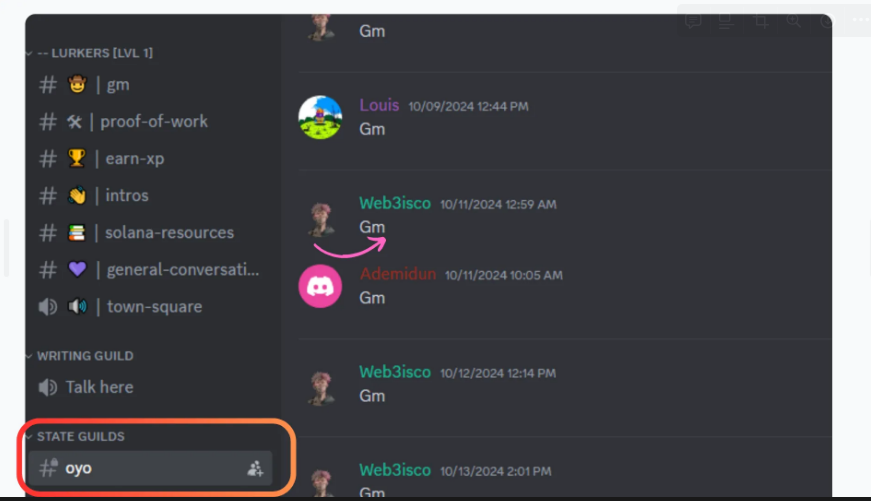 -- LURKERS [LVL 1]
# | gm
# | proof-of-work
# | earn-xp
# | intros
# | solana-resources
# | general-conversati...
| town-square
WRITING GUILD
Talk here
STATE GUILDS
# oyo
Gm
Louis 10/09/2024 12:44 PM
Gm
Web3isco 10/11/2024 12:59 AM
Gm
Ademidun 10/11/2024 10:05 AM
Gm
Web3isco 10/12/2024 12:14 PM
Gm
Web3isco 10/13/2024 2:01 PM
Gm